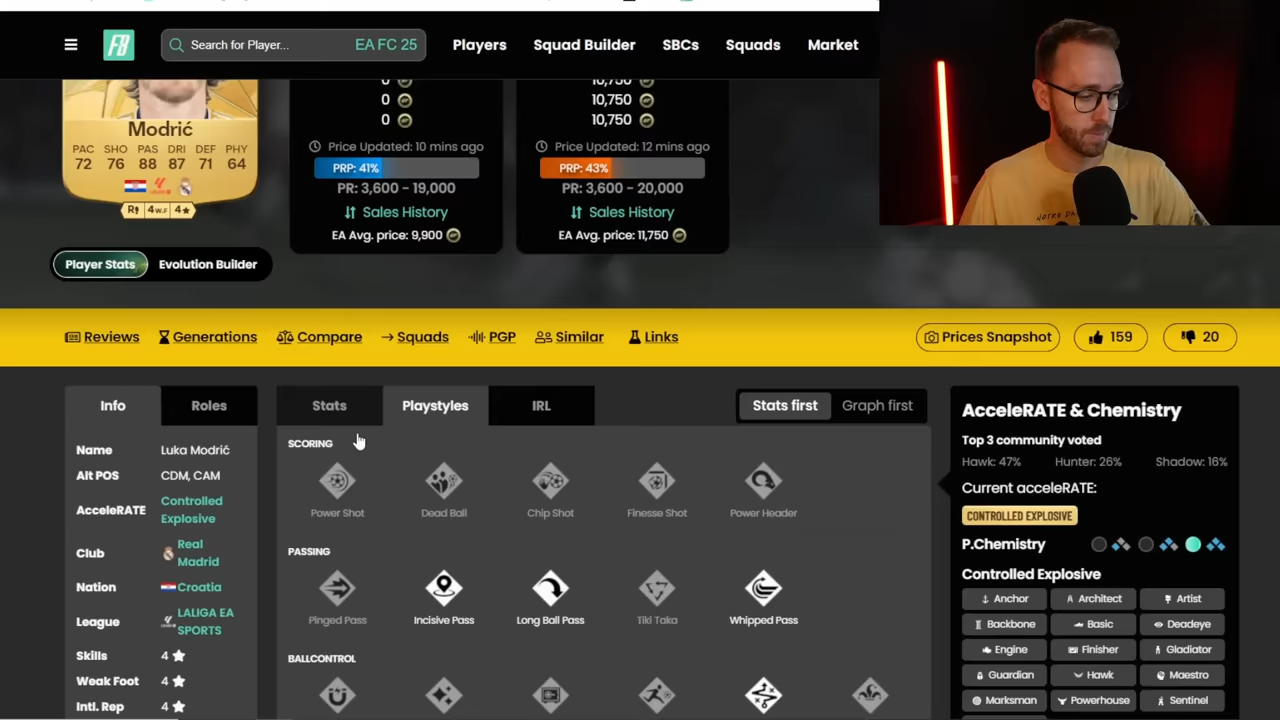 FB
Search for Player...
EA FC 25
Players
Squad Builder
SBCs
Squads
Market
Modrić
PAC SHO PAS DRI DEF PHY
72 76 88 87 71 64
4 W.F 4★
0
0
0
Price Updated: 10 mins ago
PRP: 41%
PR: 3,600 - 19,000
Sales History
EA Avg. price: 9,900
10,750
10,750
10,750
Price Updated: 12 mins ago
PRP: 43%
PR: 3,600 - 20,000
Sales History
EA Avg. price: 11,750
Player Stats
Evolution Builder
Reviews
Generations
Compare
Squads
PGP
Similar
Links
Prices Snapshot
159
20
Info
Roles
Name Luka Modrić
Alt POS CDM, CAM
AcceleRATE Controlled
Explosive
Club Real
Madrid
Nation Croatia
League LALIGA EA
SPORTS
Skills 4 ★
Weak Foot 4 ★
Intl. Rep 4 ★
Stats
Playstyles
IRL
Stats first
Graph first
SCORING
Power Shot
Dead Ball
Chip Shot
Finesse Shot
Power Header
PASSING
Pinged Pass
Incisive Pass
Long Ball Pass
Tiki Taka
Whipped Pass
BALLCONTROL
AcceleRATE & Chemistry
Top 3 community voted
Hawk: 47% Hunter: 26% Shadow: 16%
Current acceleRATE:
CONTROLLED EXPLOSIVE
P.Chemistry
Controlled Explosive
Anchor
Architect
Artist
Backbone
Basic
Deadeye
Engine
Finisher
Gladiator
Guardian
Hawk
Maestro
Marksman
Powerhouse
Sentinel